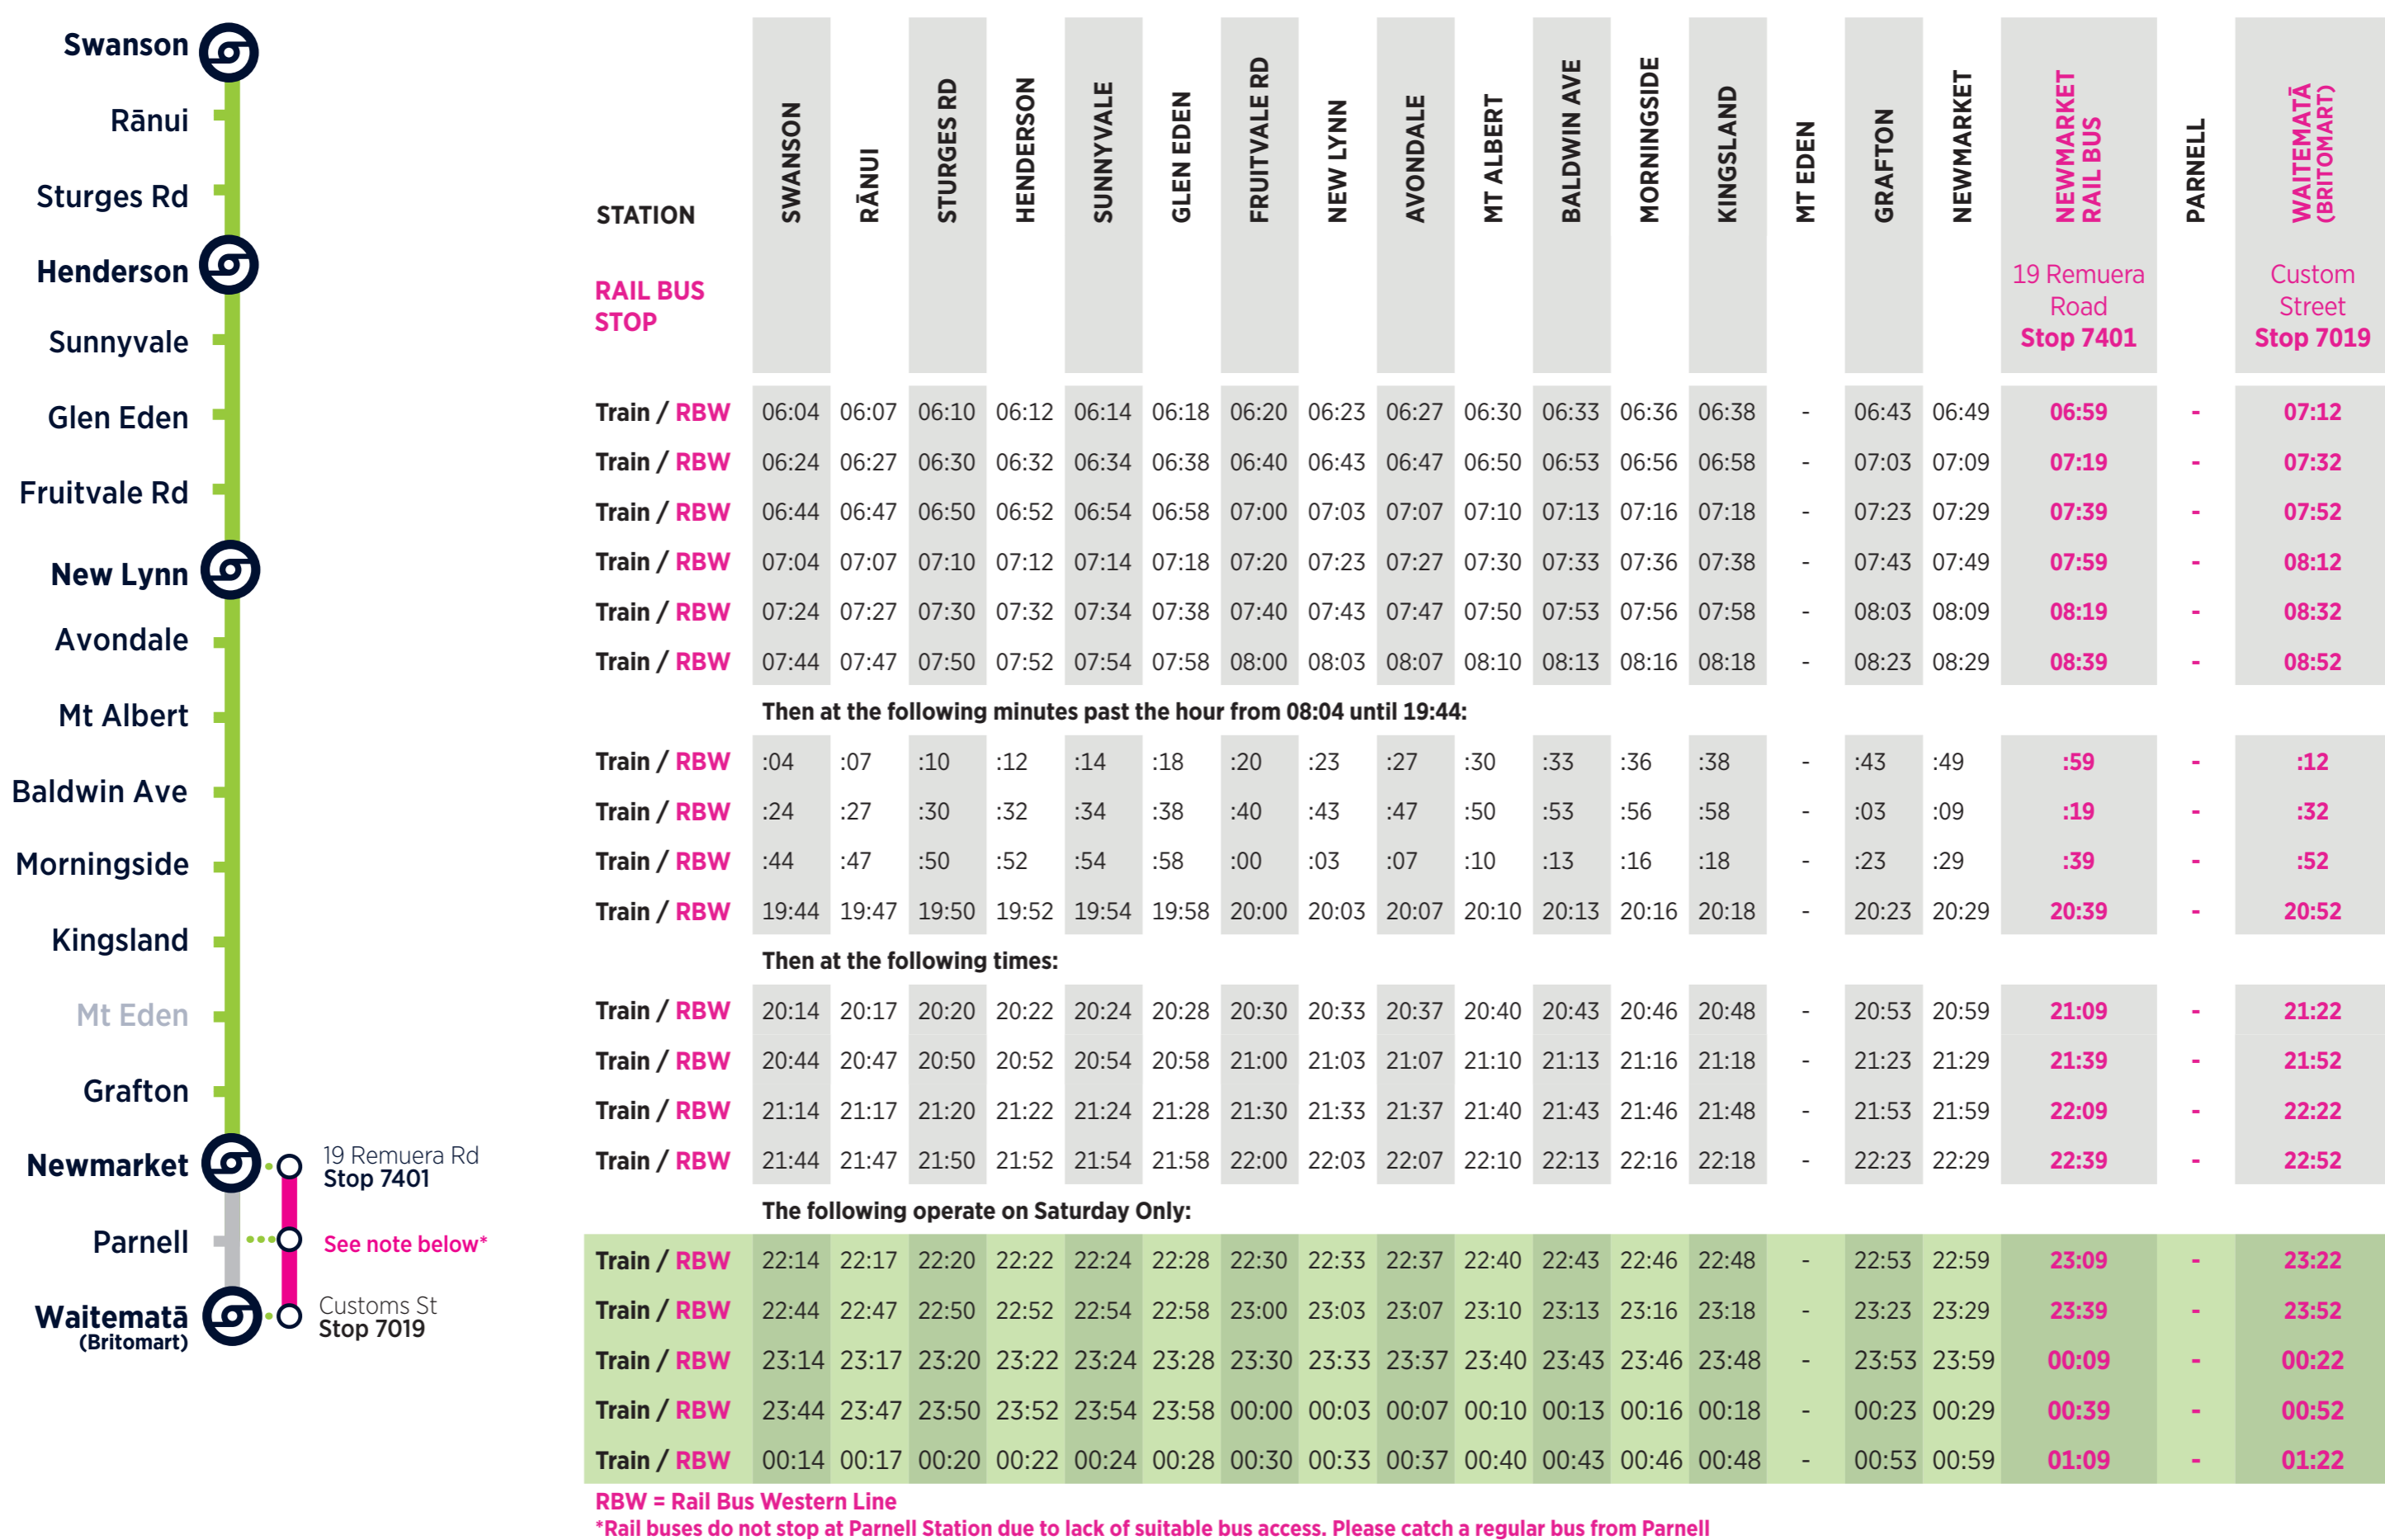 Swanson
Rānui
Sturges Rd
Henderson
Sunnyvale
Glen Eden
Fruitvale Rd
New Lynn
Avondale
Mt Albert
Baldwin Ave
Morningside
Kingsland
Mt Eden
Grafton
Newmarket
19 Remuera Rd
Stop 7401
Parnell
See note below*
Waitematā
(Britomart)
Customs St
Stop 7019
STATION SWANSON RĀNUI STURGES RD HENDERSON SUNNYVALE GLEN EDEN FRUITVALE RD NEW LYNN AVONDALE MT ALBERT BALDWIN AVE MORNINGSIDE KINGSLAND MT EDEN GRAFTON NEWMARKET NEWMARKET RAIL BUS PARNELL WAITEMATĀ (BRITOMART)
RAIL BUS
STOP
19 Remuera
Road
Stop 7401
Custom
Street
Stop 7019
Train / RBW 06:04 06:07 06:10 06:12 06:14 06:18 06:20 06:23 06:27 06:30 06:33 06:36 06:38 - 06:43 06:49 06:59 - 07:12
Train / RBW 06:24 06:27 06:30 06:32 06:34 06:38 06:40 06:43 06:47 06:50 06:53 06:56 06:58 - 07:03 07:09 07:19 - 07:32
Train / RBW 06:44 06:47 06:50 06:52 06:54 06:58 07:00 07:03 07:07 07:10 07:13 07:16 07:18 - 07:23 07:29 07:39 - 07:52
Train / RBW 07:04 07:07 07:10 07:12 07:14 07:18 07:20 07:23 07:27 07:30 07:33 07:36 07:38 - 07:43 07:49 07:59 - 08:12
Train / RBW 07:24 07:27 07:30 07:32 07:34 07:38 07:40 07:43 07:47 07:50 07:53 07:56 07:58 - 08:03 08:09 08:19 - 08:32
Train / RBW 07:44 07:47 07:50 07:52 07:54 07:58 08:00 08:03 08:07 08:10 08:13 08:16 08:18 - 08:23 08:29 08:39 - 08:52
Then at the following minutes past the hour from 08:04 until 19:44:
Train / RBW :04 :07 :10 :12 :14 :18 :20 :23 :27 :30 :33 :36 :38 - :43 :49 :59 - :12
Train / RBW :24 :27 :30 :32 :34 :38 :40 :43 :47 :50 :53 :56 :58 - :03 :09 :19 - :32
Train / RBW :44 :47 :50 :52 :54 :58 :00 :03 :07 :10 :13 :16 :18 - :23 :29 :39 - :52
Train / RBW 19:44 19:47 19:50 19:52 19:54 19:58 20:00 20:03 20:07 20:10 20:13 20:16 20:18 - 20:23 20:29 20:39 - 20:52
Then at the following times:
Train / RBW 20:14 20:17 20:20 20:22 20:24 20:28 20:30 20:33 20:37 20:40 20:43 20:46 20:48 - 20:53 20:59 21:09 - 21:22
Train / RBW 20:44 20:47 20:50 20:52 20:54 20:58 21:00 21:03 21:07 21:10 21:13 21:16 21:18 - 21:23 21:29 21:39 - 21:52
Train / RBW 21:14 21:17 21:20 21:22 21:24 21:28 21:30 21:33 21:37 21:40 21:43 21:46 21:48 - 21:53 21:59 22:09 - 22:22
Train / RBW 21:44 21:47 21:50 21:52 21:54 21:58 22:00 22:03 22:07 22:10 22:13 22:16 22:18 - 22:23 22:29 22:39 - 22:52
The following operate on Saturday Only:
Train / RBW 22:14 22:17 22:20 22:22 22:24 22:28 22:30 22:33 22:37 22:40 22:43 22:46 22:48 - 22:53 22:59 23:09 - 23:22
Train / RBW 22:44 22:47 22:50 22:52 22:54 22:58 23:00 23:03 23:07 23:10 23:13 23:16 23:18 - 23:23 23:29 23:39 - 23:52
Train / RBW 23:14 23:17 23:20 23:22 23:24 23:28 23:30 23:33 23:37 23:40 23:43 23:46 23:48 - 23:53 23:59 00:09 - 00:22
Train / RBW 23:44 23:47 23:50 23:52 23:54 23:58 00:00 00:03 00:07 00:10 00:13 00:16 00:18 - 00:23 00:29 00:39 - 00:52
Train / RBW 00:14 00:17 00:20 00:22 00:24 00:28 00:30 00:33 00:37 00:40 00:43 00:46 00:48 - 00:53 00:59 01:09 - 01:22
RBW = Rail Bus Western Line
*Rail buses do not stop at Parnell Station due to lack of suitable bus access. Please catch a regular bus from Parnell